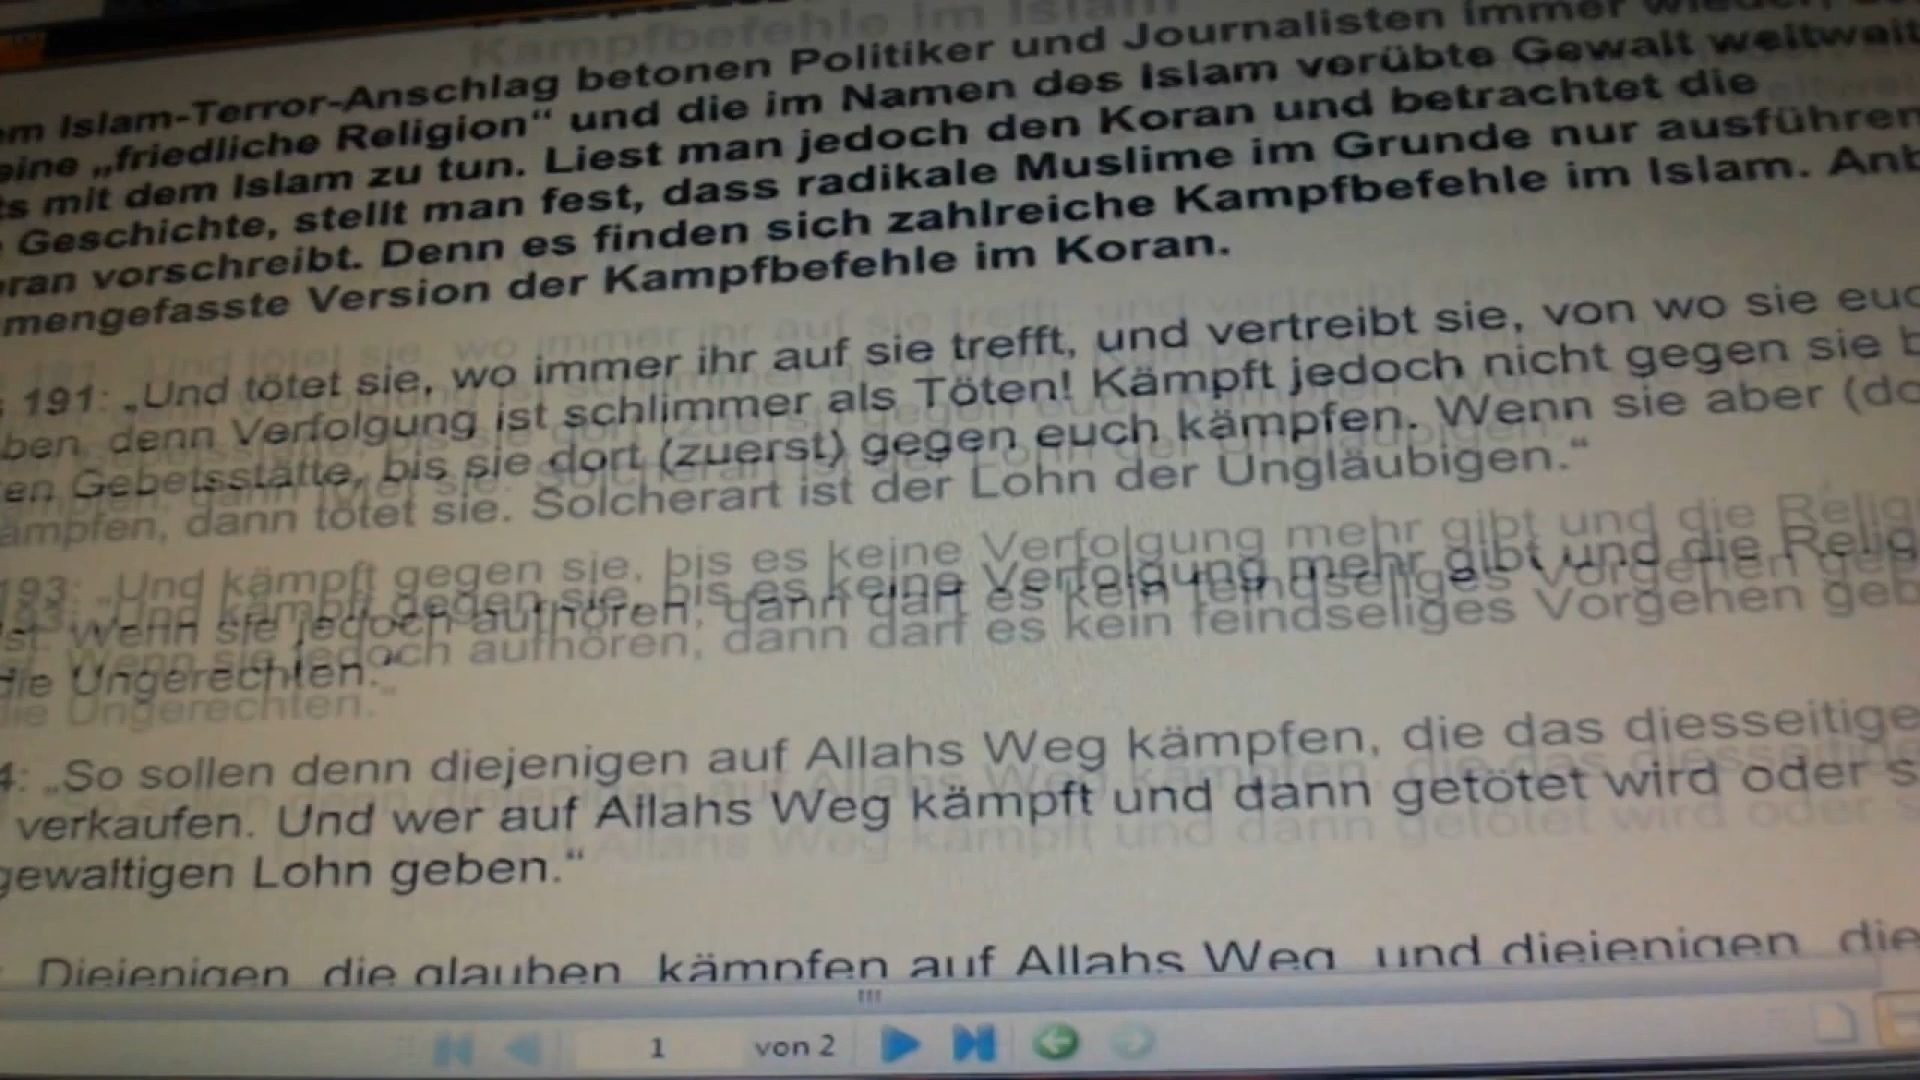 Kampfbefehle im Islam
em Islam-Terror-Anschlag betonen Politiker und Journalisten immer wieder,
eine „friedliche Religion“ und die im Namen des Islam verübte Gewalt weltweit
ts mit dem Islam zu tun. Liest man jedoch den Koran und betrachtet die
Geschichte, stellt man fest, dass radikale Muslime im Grunde nur ausführen
oran vorschreibt. Denn es finden sich zahlreiche Kampfbefehle im Islam. Anb
mengefasste Version der Kampfbefehle im Koran.
191: „Und tötet sie, wo immer ihr auf sie trefft, und vertreibt sie, von wo sie euc
ben, denn Verfolgung ist schlimmer als Töten! Kämpft jedoch nicht gegen sie b
en Gebetsstätte, bis sie dort (zuerst) gegen euch kämpfen. Wenn sie aber (do
ämpfen, dann tötet sie. Solcherart ist der Lohn der Ungläubigen.“
193: „Und kämpft gegen sie, bis es keine Verfolgung mehr gibt und die Relig
st. Wenn sie jedoch aufhören, dann darf es kein feindseliges Vorgehen geb
die Ungerechten.“
4: „So sollen denn diejenigen auf Allahs Weg kämpfen, die das diesseitige
verkaufen. Und wer auf Allahs Weg kämpft und dann getötet wird oder s
gewaltigen Lohn geben.“
Diejenigen die glauben kämpfen auf Allahs Weg und diejenigen die
1 von 2